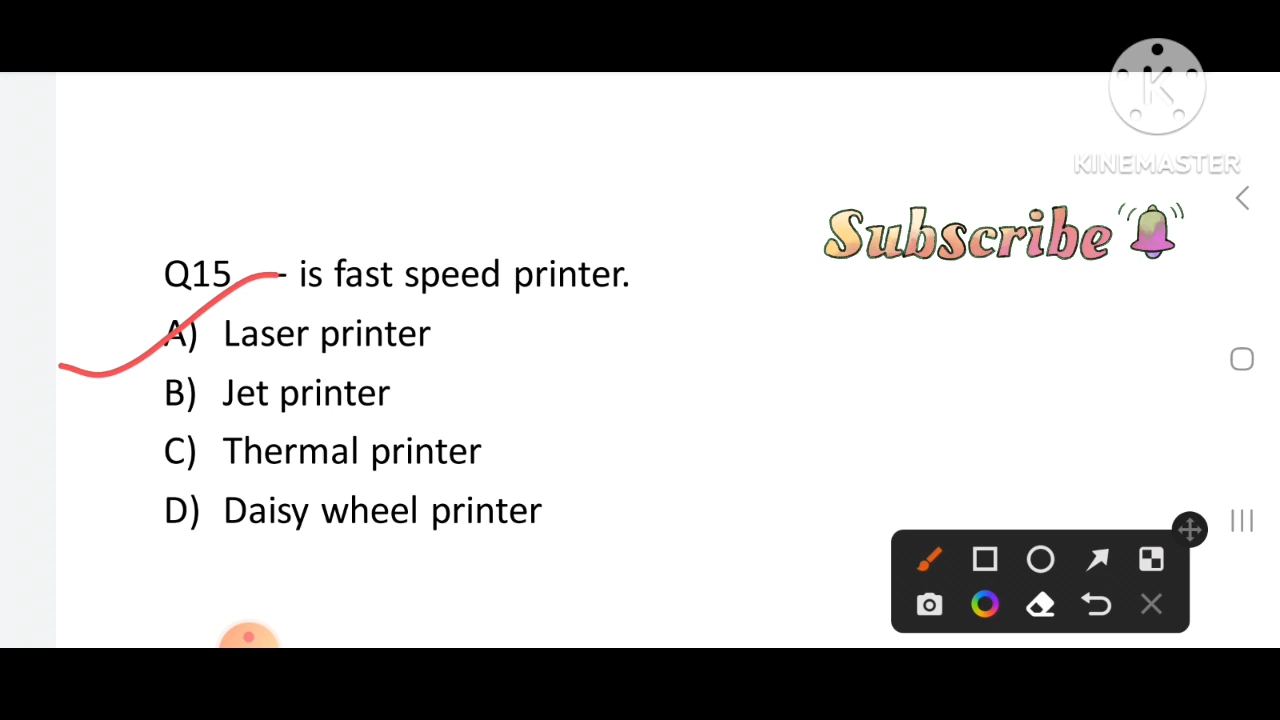 KINEMASTER
Subscribe
Q15 - is fast speed printer.
A) Laser printer
B) Jet printer
C) Thermal printer
D) Daisy wheel printer